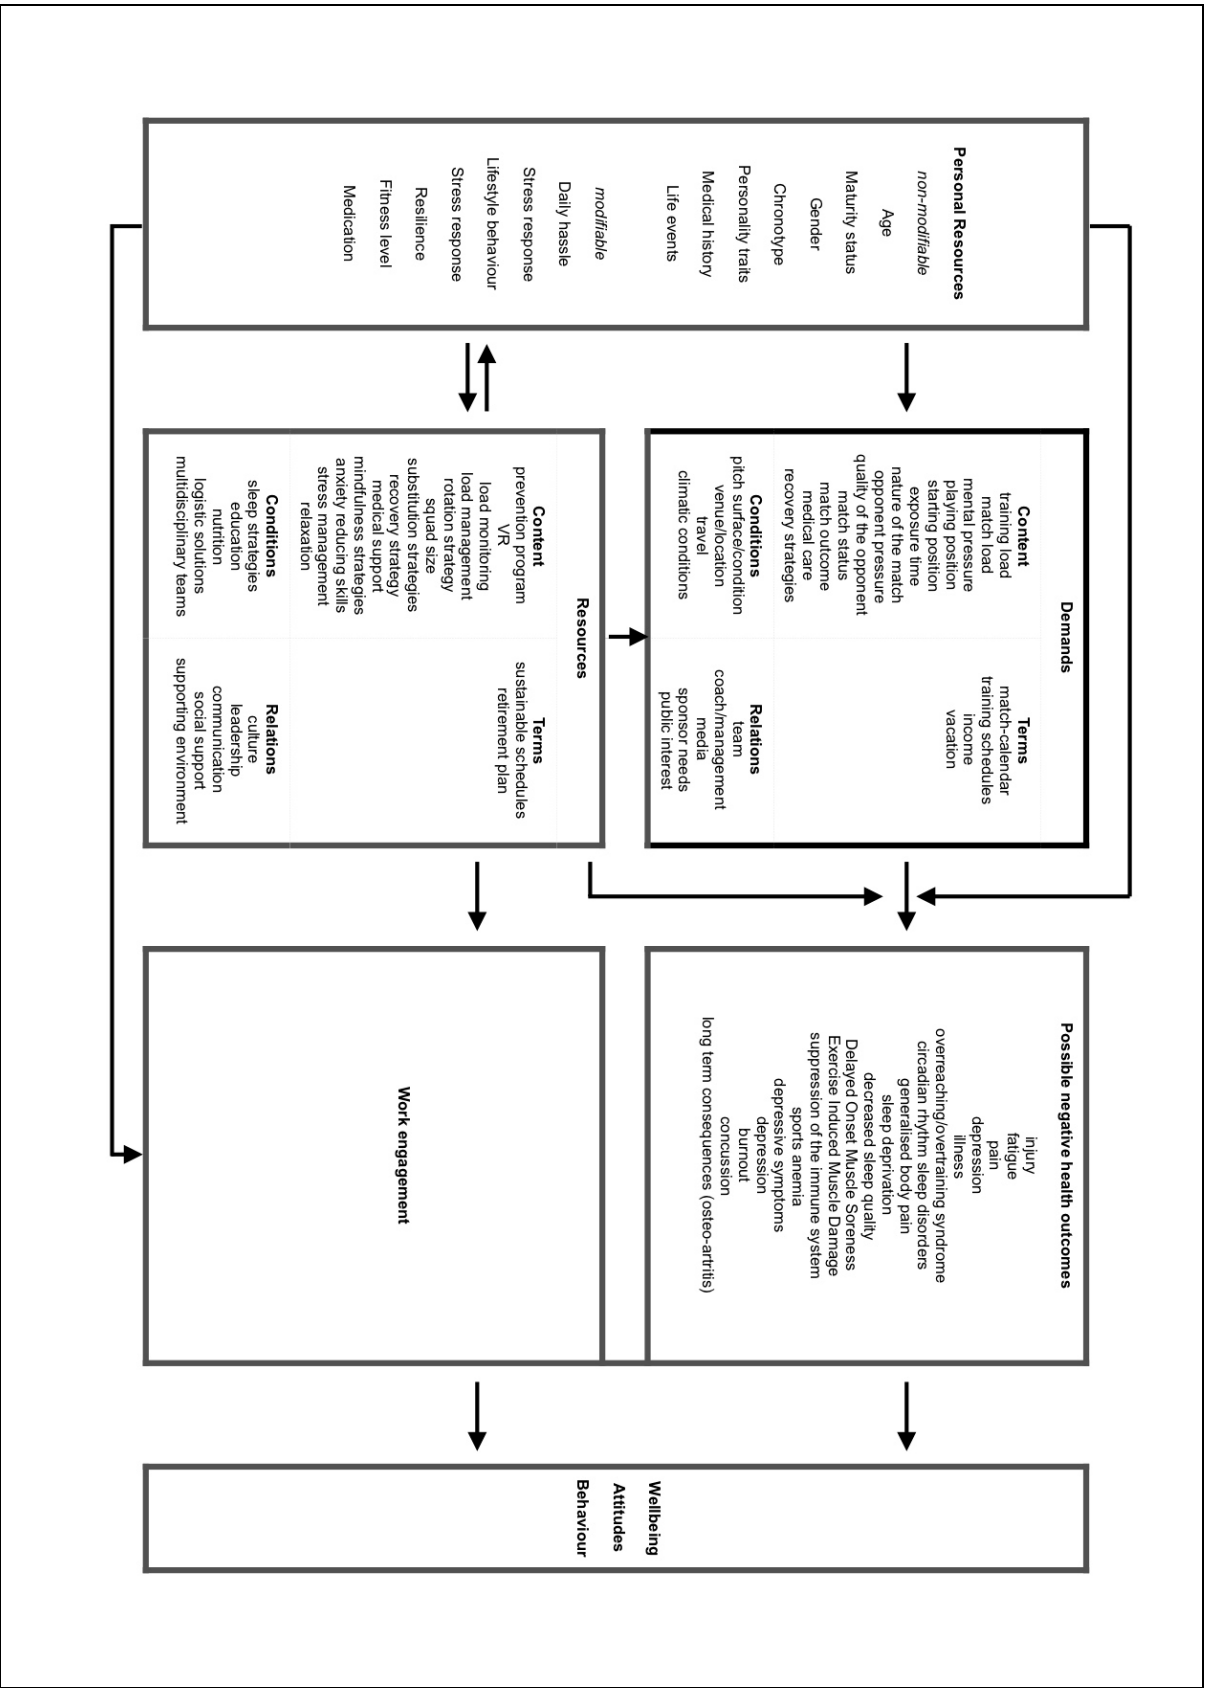 Personal Resources
non-modifiable
Age
Maturity status
Gender
Chronotype
Personality traits
Medical history
Life events
modifiable
Daily hassle
Stress response
Lifestyle behaviour
Stress response
Resilience
Fitness level
Medication
Demands
Content
training load
match load
mental pressure
playing position
starting position
exposure time
nature of the match
opponent pressure
quality of the opponent
match status
match outcome
medical care
recovery strategies
Terms
match-calendar
training schedules
income
vacation
Conditions
pitch surface/condition
venue/location
travel
climatic conditions
Relations
team
coach/management
media
sponsor needs
public interest
Resources
Content
prevention program
VR
load monitoring
load management
rotation strategy
squad size
substitution strategies
recovery strategy
medical support
mindfulness strategies
anxiety reducing skills
stress management
relaxation
Terms
sustainable schedules
retirement plan
Conditions
sleep strategies
education
nutrition
logistic solutions
multidisciplinary teams
Relations
culture
leadership
communication
social support
supporting environment
Possible negative health outcomes
injury
fatigue
pain
depression
illness
overreaching/overtraining syndrome
circadian rhythm sleep disorders
generalised body pain
sleep deprivation
decreased sleep quality
Delayed Onset Muscle Soreness
Exercise Induced Muscle Damage
suppression of the immune system
sports anemia
depressive symptoms
depression
burnout
concussion
long term consequences (osteo-artritis)
Work engagement
Wellbeing
Attitudes
Behaviour